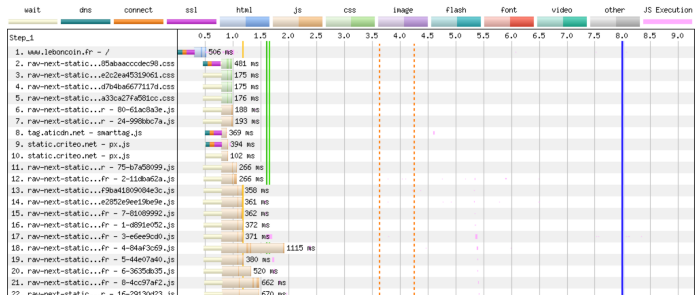 wait dns connect ssl html js css image flash font video other JS Execution
Step_1 0.5 1.0 1.5 2.0 2.5 3.0 3.5 4.0 4.5 5.0 5.5 6.0 6.5 7.0 7.5 8.0 8.5 9.0
1. www.leboncoin.fr - / 506 ms
2. rav-next-static...85abaacccdec98.css 481 ms
3. rav-next-static...e2c2ea45319061.css 175 ms
4. rav-next-static...d7b4ba6677117d.css 175 ms
5. rav-next-static...a33ca27fa581cc.css 176 ms
6. rav-next-static...r - 80-61ac8a3e.js 188 ms
7. rav-next-static...r - 24-998bbc7a.js 193 ms
8. tag.aticdn.net - smarttag.js 369 ms
9. static.criteo.net - px.js 394 ms
10. static.criteo.net - px.js 102 ms
11. rav-next-static...r - 75-b7a58099.js 266 ms
12. rav-next-static...fr - 2-11dba62a.js 266 ms
13. rav-next-static...f9ba41809084e3c.js 358 ms
14. rav-next-static...e2852e9ee19be9e.js 361 ms
15. rav-next-static...fr - 7-81089992.js 362 ms
16. rav-next-static...fr - 1-d891e052.js 372 ms
17. rav-next-static...fr - 3-e6ee9cd0.js 371 ms
18. rav-next-static...fr - 4-84af3c69.js 1115 ms
19. rav-next-static...fr - 5-44e07a40.js 380 ms
20. rav-next-static...fr - 6-3635db35.js 520 ms
21. rav-next-static...fr - 8-4cc97af2.js 662 ms
22. rav-next-static...r - 16-29130d23.js 670 ms